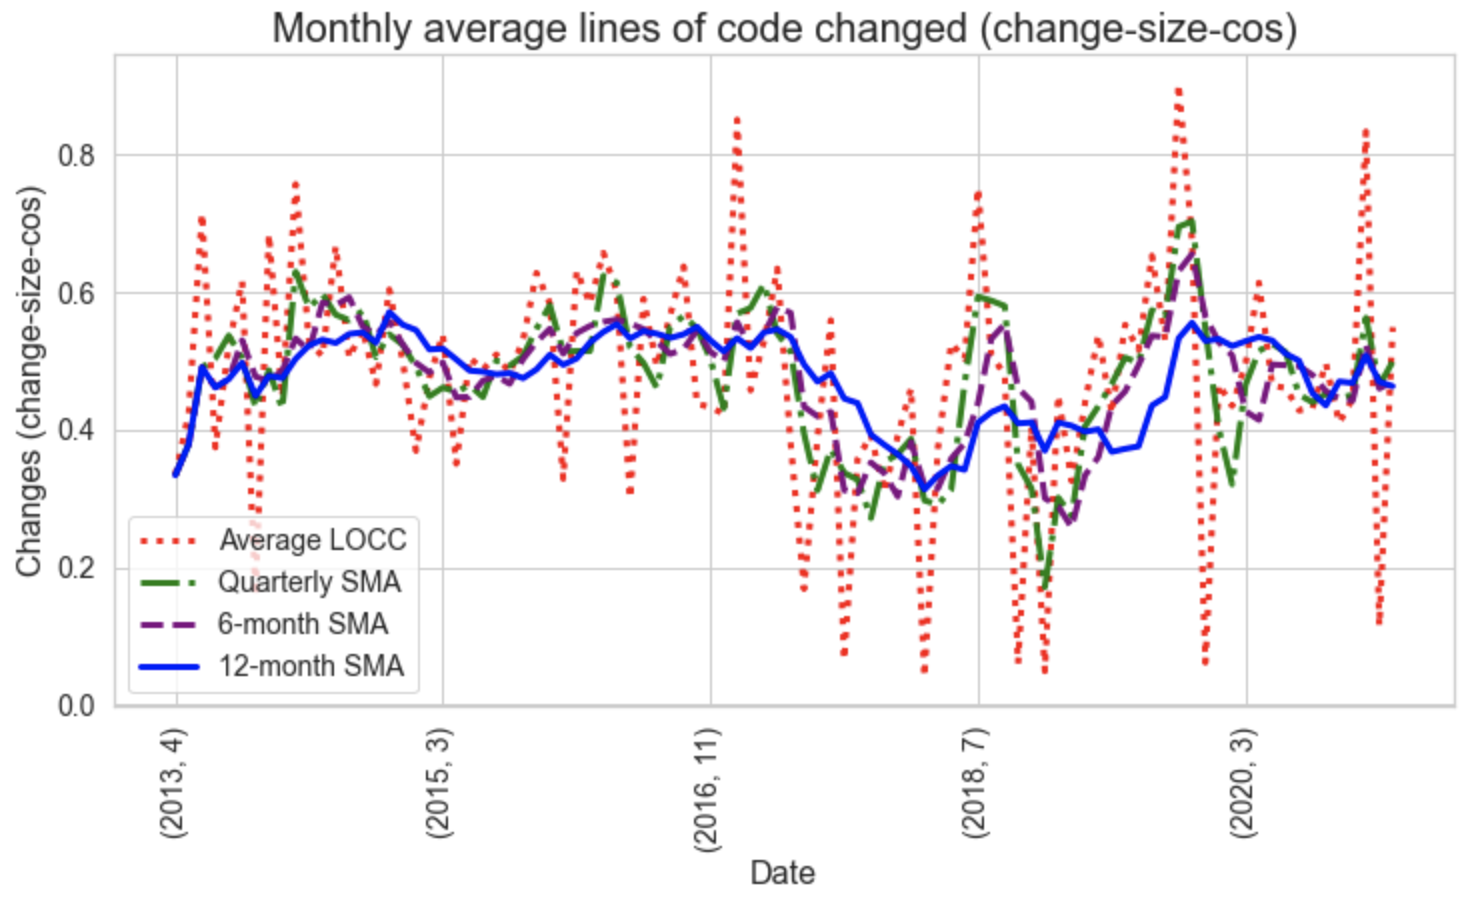 Monthly average lines of code changed (change-size-cos)
Changes (change-size-cos)
0.8
0.6
0.4
0.2
0.0
Average LOCC
Quarterly SMA
6-month SMA
12-month SMA
(2013, 4)
(2015, 3)
(2016, 11)
(2018, 7)
(2020, 3)
Date